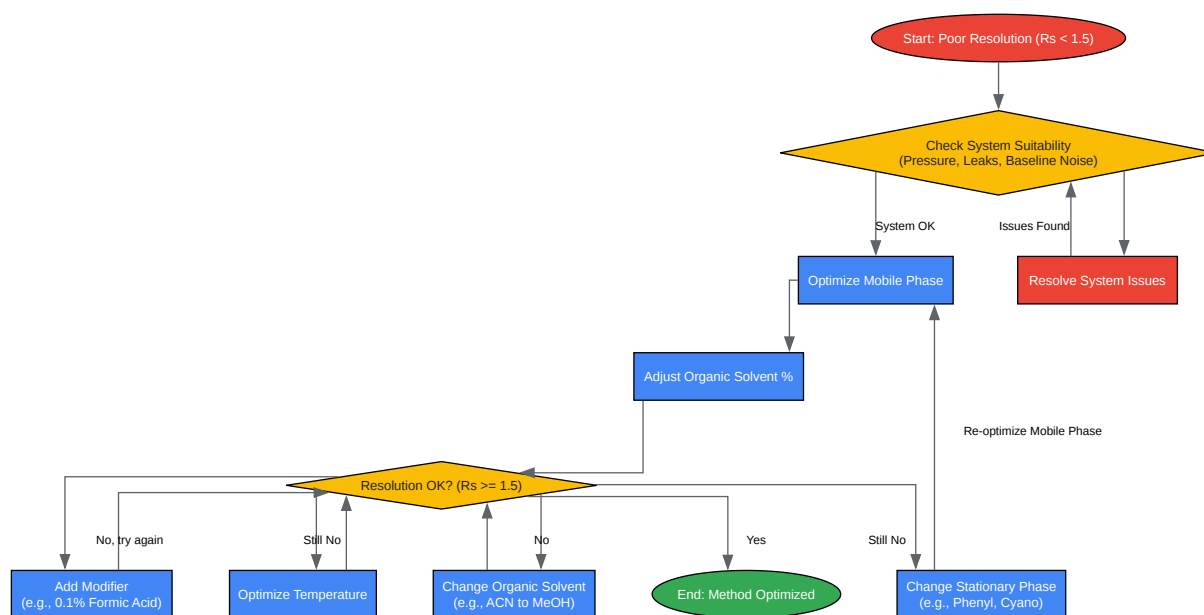 Start: Poor Resolution (Rs < 1.5)
Check System Suitability
(Pressure, Leaks, Baseline Noise)
System OK
Issues Found
Optimize Mobile Phase
Resolve System Issues
Adjust Organic Solvent %
Re-optimize Mobile Phase
Resolution OK? (Rs >= 1.5)
No, try again
Still No
No
Yes
Still No
Add Modifier
(e.g., 0.1% Formic Acid)
Optimize Temperature
Change Organic Solvent
(e.g., ACN to MeOH)
End: Method Optimized
Change Stationary Phase
(e.g., Phenyl, Cyano)